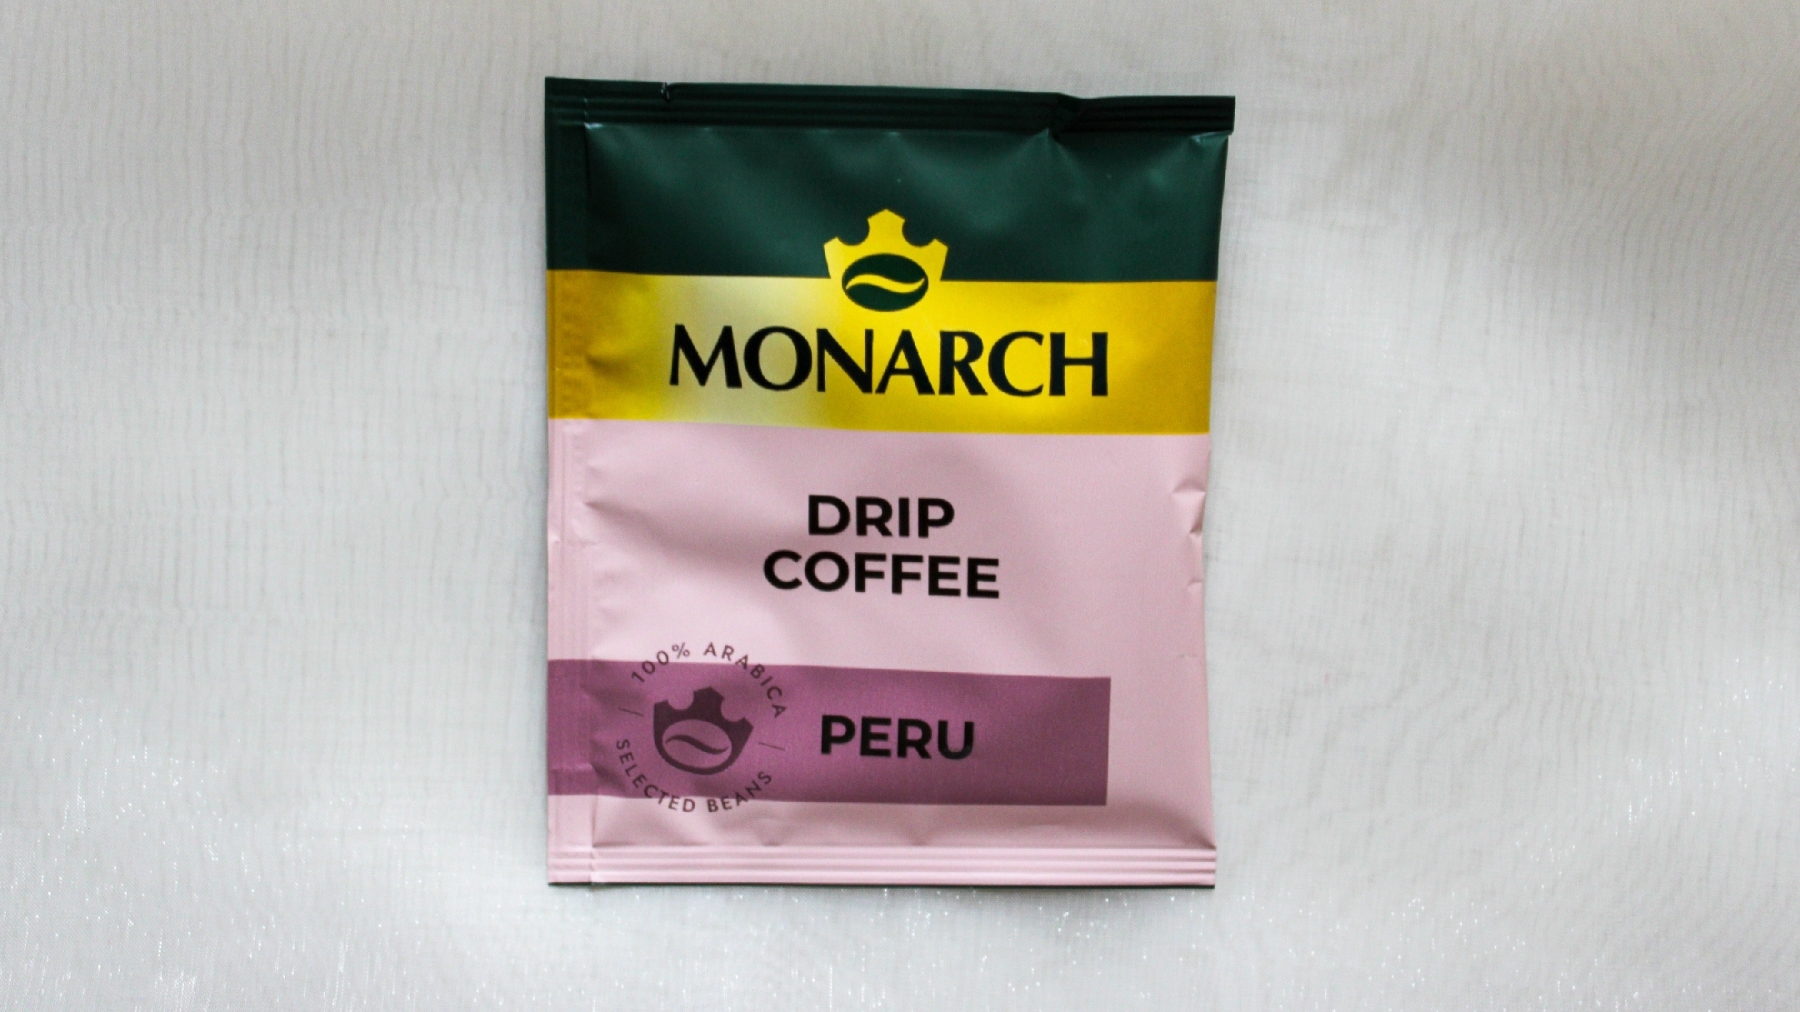 MONARCH
DRIP
COFFEE
100% ARABICA
SELECTED BEANS
PERU